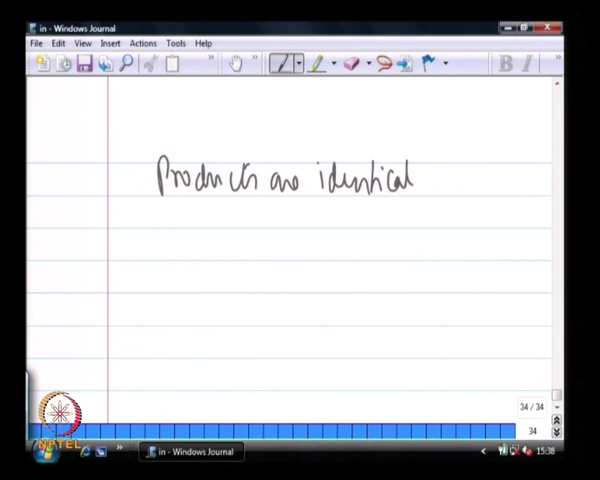 in - Windows Journal
File Edit View Insert Actions Tools Help
B I
Products are identical
34 / 34
34
NPTEL
in - Windows Journal
15:38